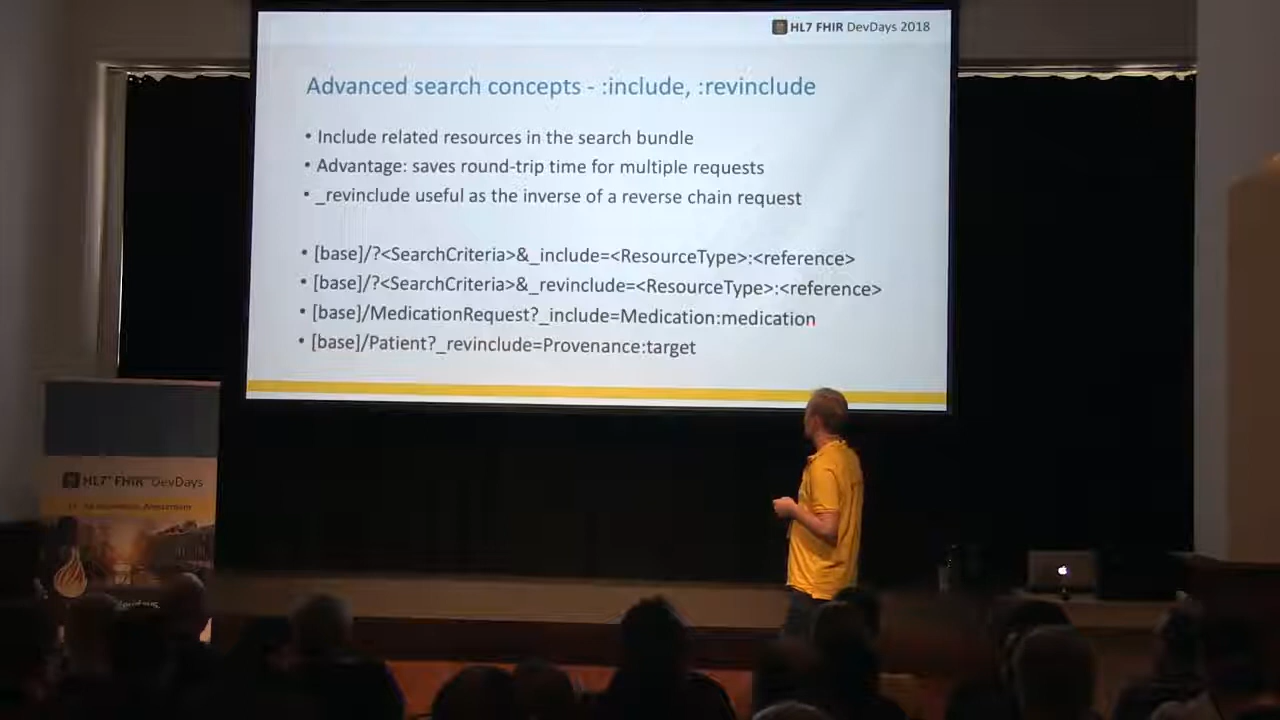 HL7 FHIR DevDays 2018
Advanced search concepts - :include, :revinclude
• Include related resources in the search bundle
• Advantage: saves round-trip time for multiple requests
• _revinclude useful as the inverse of a reverse chain request
• [base]/?<SearchCriteria>&_include=<ResourceType>:<reference>
• [base]/?<SearchCriteria>&_revinclude=<ResourceType>:<reference>
• [base]/MedicationRequest?_include=Medication:medication
• [base]/Patient?_revinclude=Provenance:target
HL7® FHIR® DevDays